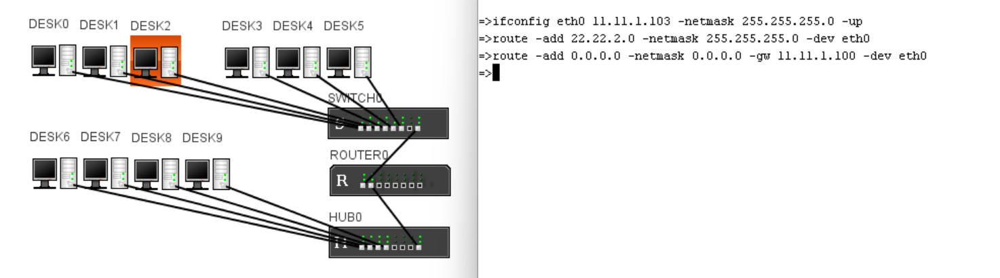 DESK0 DESK1 DESK2 DESK3 DESK4 DESK5
SWITCH0
S
DESK6 DESK7 DESK8 DESK9
ROUTER0
R
HUB0
H
=>ifconfig eth0 11.11.1.103 -netmask 255.255.255.0 -up
=>route -add 22.22.2.0 -netmask 255.255.255.0 -dev eth0
=>route -add 0.0.0.0 -netmask 0.0.0.0 -gw 11.11.1.100 -dev eth0
=>